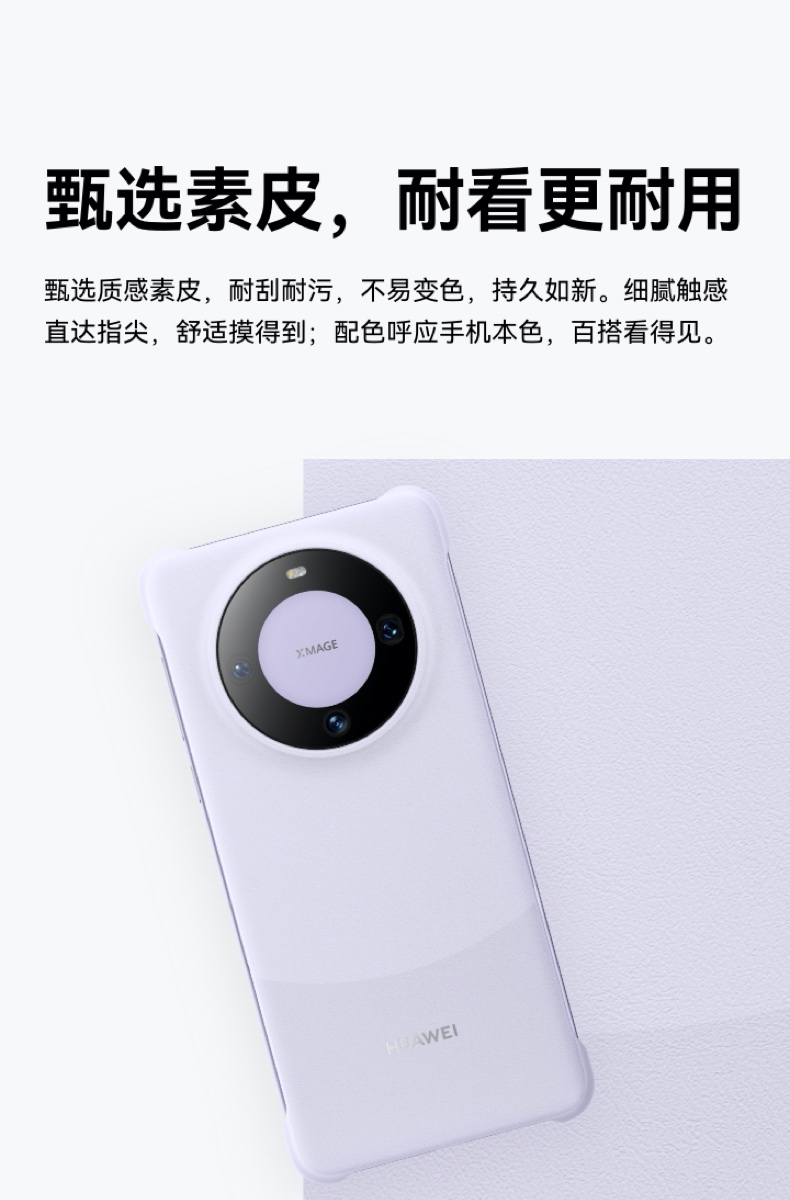 甄选素皮，耐看更耐用
甄选质感素皮，耐刮耐污，不易变色，持久如新。细腻触感
直达指尖，舒适摸得到；配色呼应手机本色，百搭看得见。
XMAGE
HUAWEI